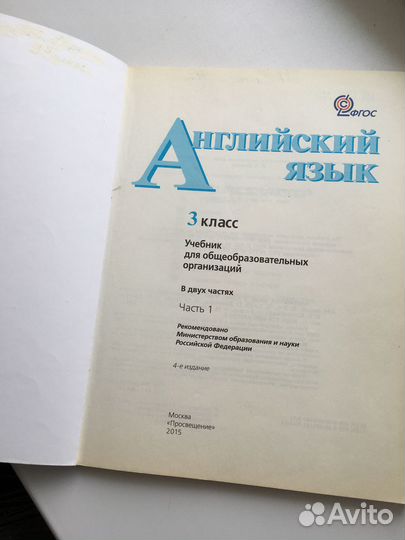 ФГОС
Английский
язык
3 класс
Учебник
для общеобразовательных
организаций
В двух частях
Часть 1
Рекомендовано
Министерством образования и науки
Российской Федерации
4-е издание
Москва
«Просвещение»
2015
Avito